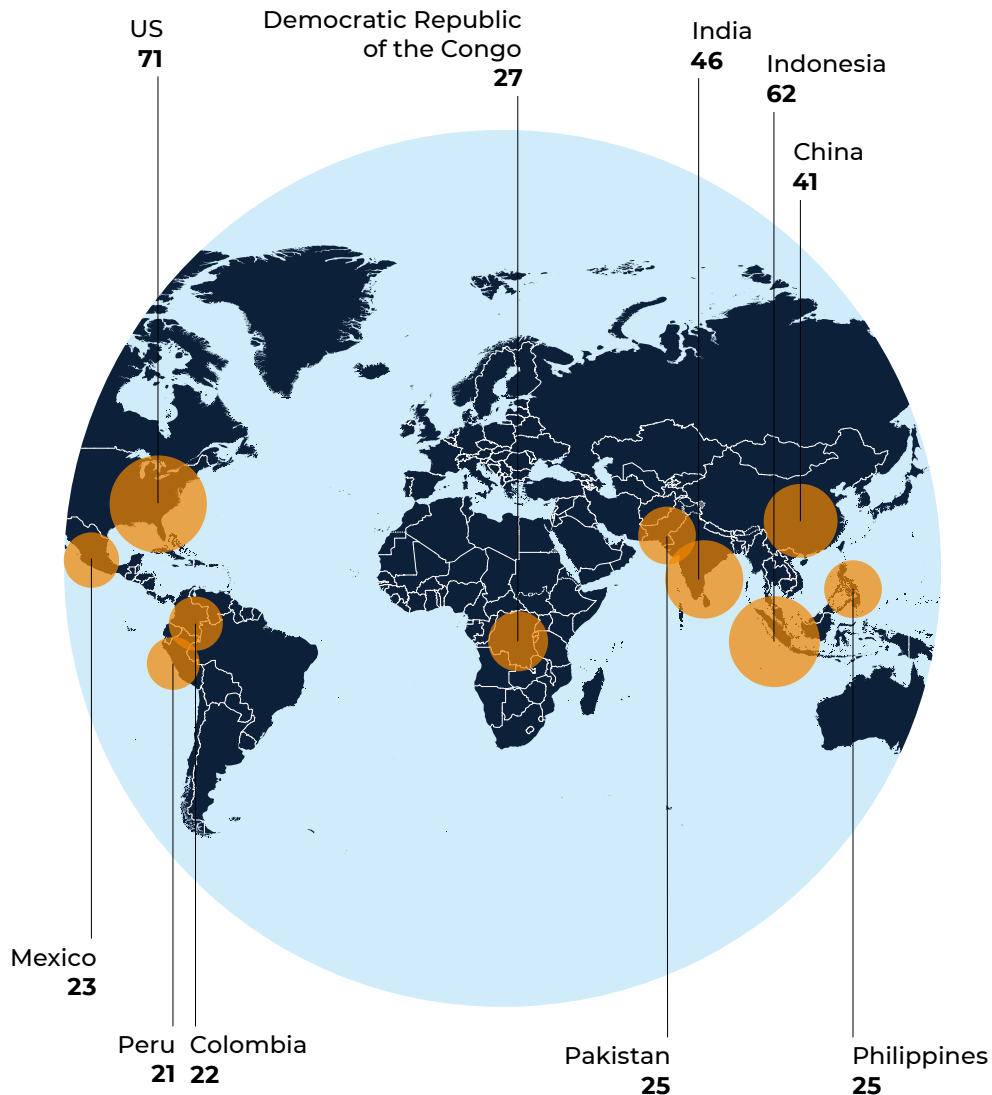 US
71
Democratic Republic
of the Congo
27
India
46
Indonesia
62
China
41
Mexico
23
Peru
21
Colombia
22
Pakistan
25
Philippines
25